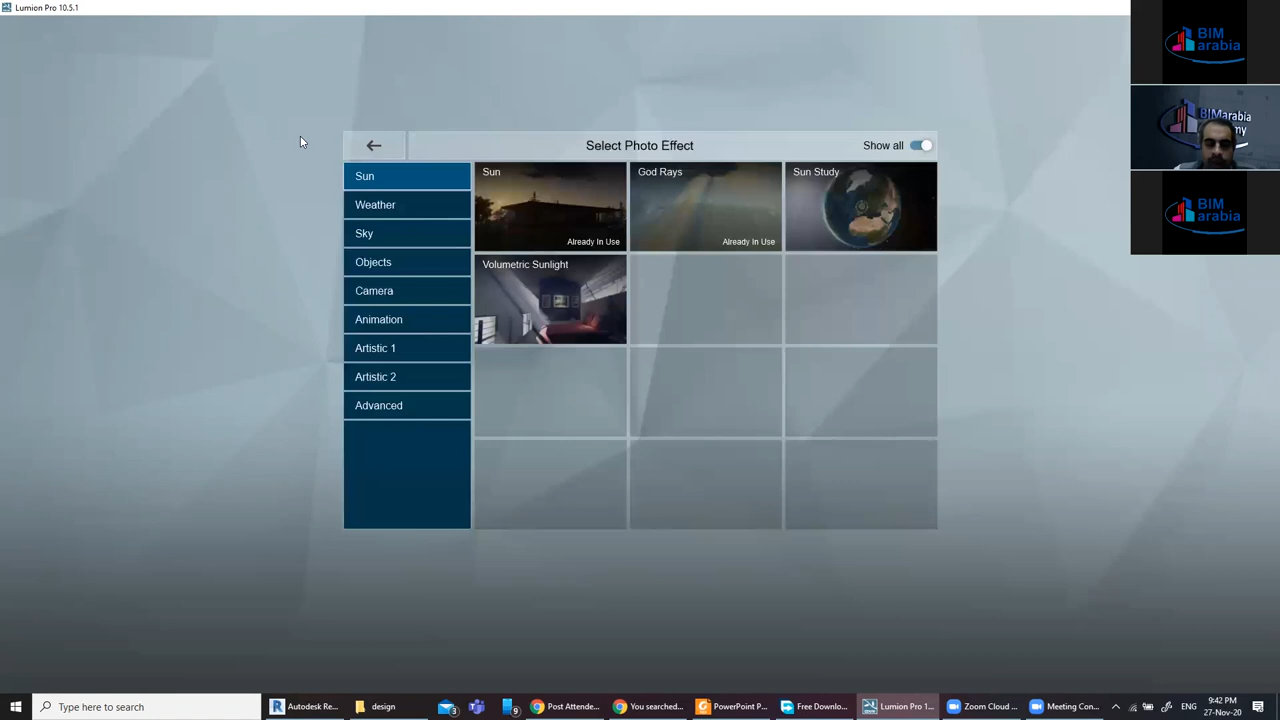 Lumion Pro 10.5.1
BIM
arabia
BIMarabia
BIM
arabia
Select Photo Effect
Show all
Sun
Weather
Sky
Objects
Camera
Animation
Artistic 1
Artistic 2
Advanced
Sun
Already In Use
God Rays
Already In Use
Sun Study
Volumetric Sunlight
Type here to search
Autodesk Re...
design
3
9
Post Attende...
You searched...
PowerPoint P...
Free Downlo...
Lumion Pro 1...
Zoom Cloud ...
Meeting Con...
ENG
9:42 PM
27-Nov-20